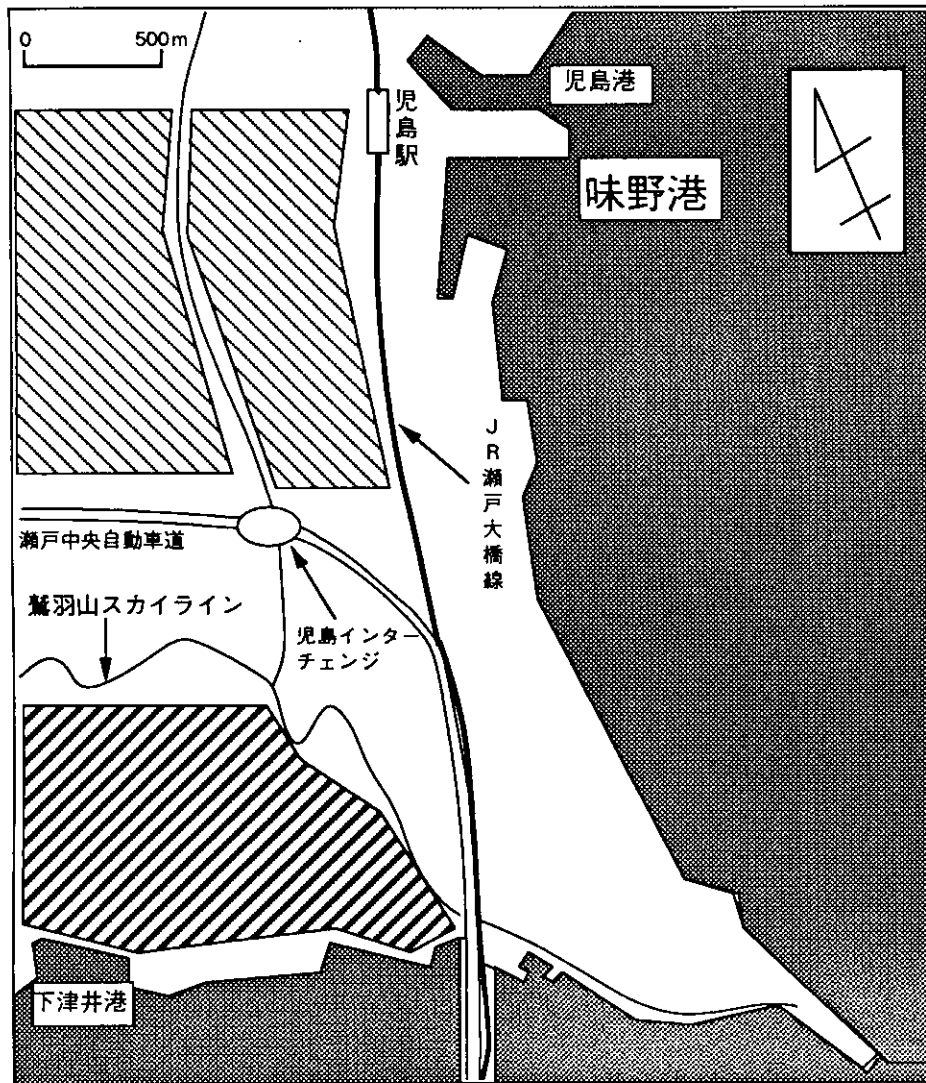 0 500m
児島港
児島駅
味野港
JR瀬戸大橋線
瀬戸中央自動車道
鷲羽山スカイライン
児島インター
チェンジ
下津井港